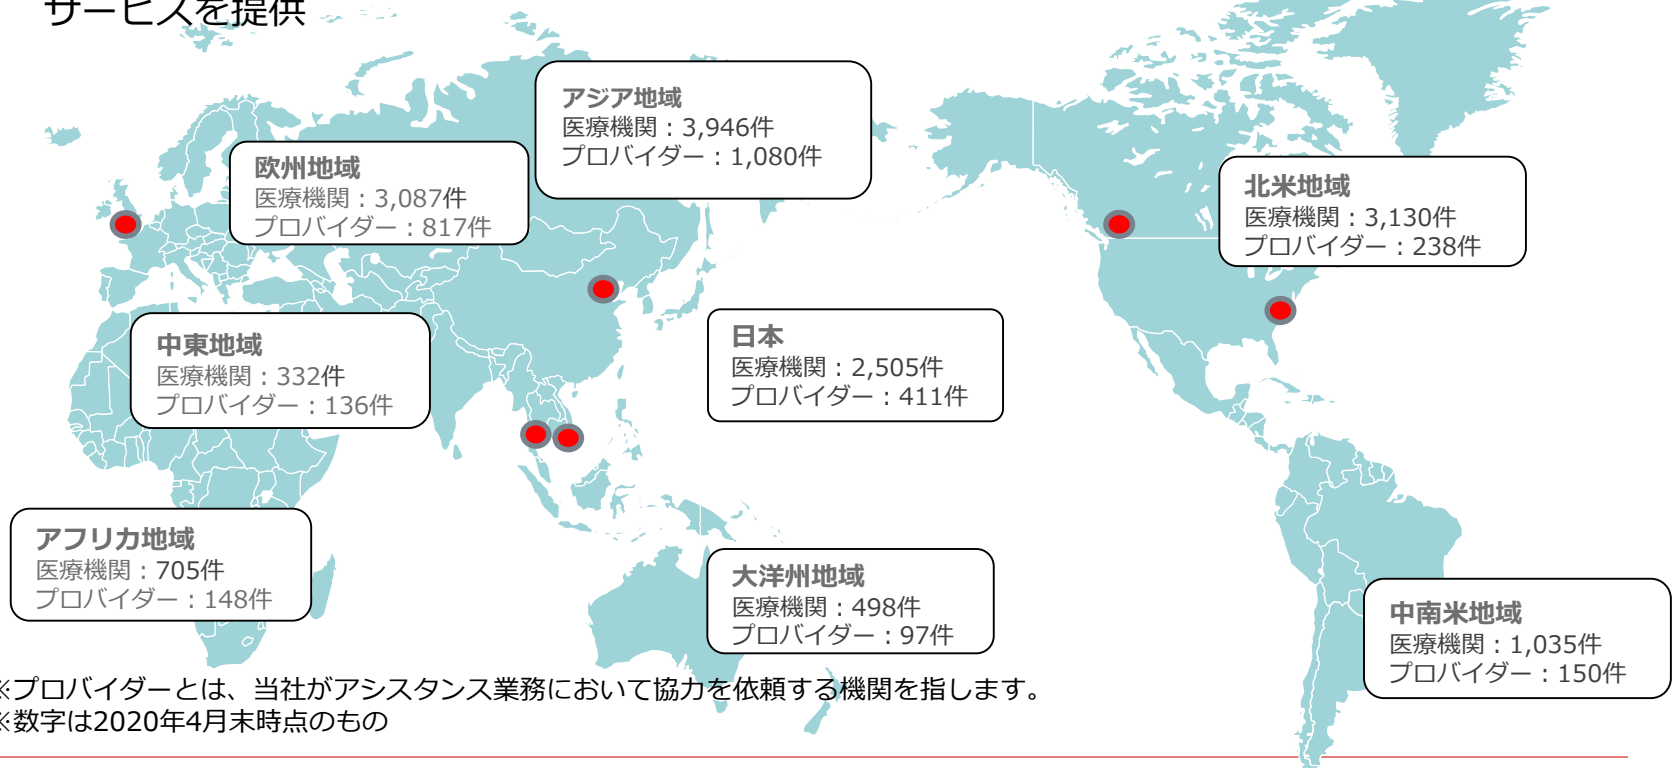 サービスを提供
アジア地域
医療機関：3,946件
プロバイダー：1,080件
欧州地域
医療機関：3,087件
プロバイダー：817件
北米地域
医療機関：3,130件
プロバイダー：238件
中東地域
医療機関：332件
プロバイダー：136件
日本
医療機関：2,505件
プロバイダー：411件
アフリカ地域
医療機関：705件
プロバイダー：148件
大洋州地域
医療機関：498件
プロバイダー：97件
中南米地域
医療機関：1,035件
プロバイダー：150件
※プロバイダーとは、当社がアシスタンス業務において協力を依頼する機関を指します。
※数字は2020年4月末時点のもの